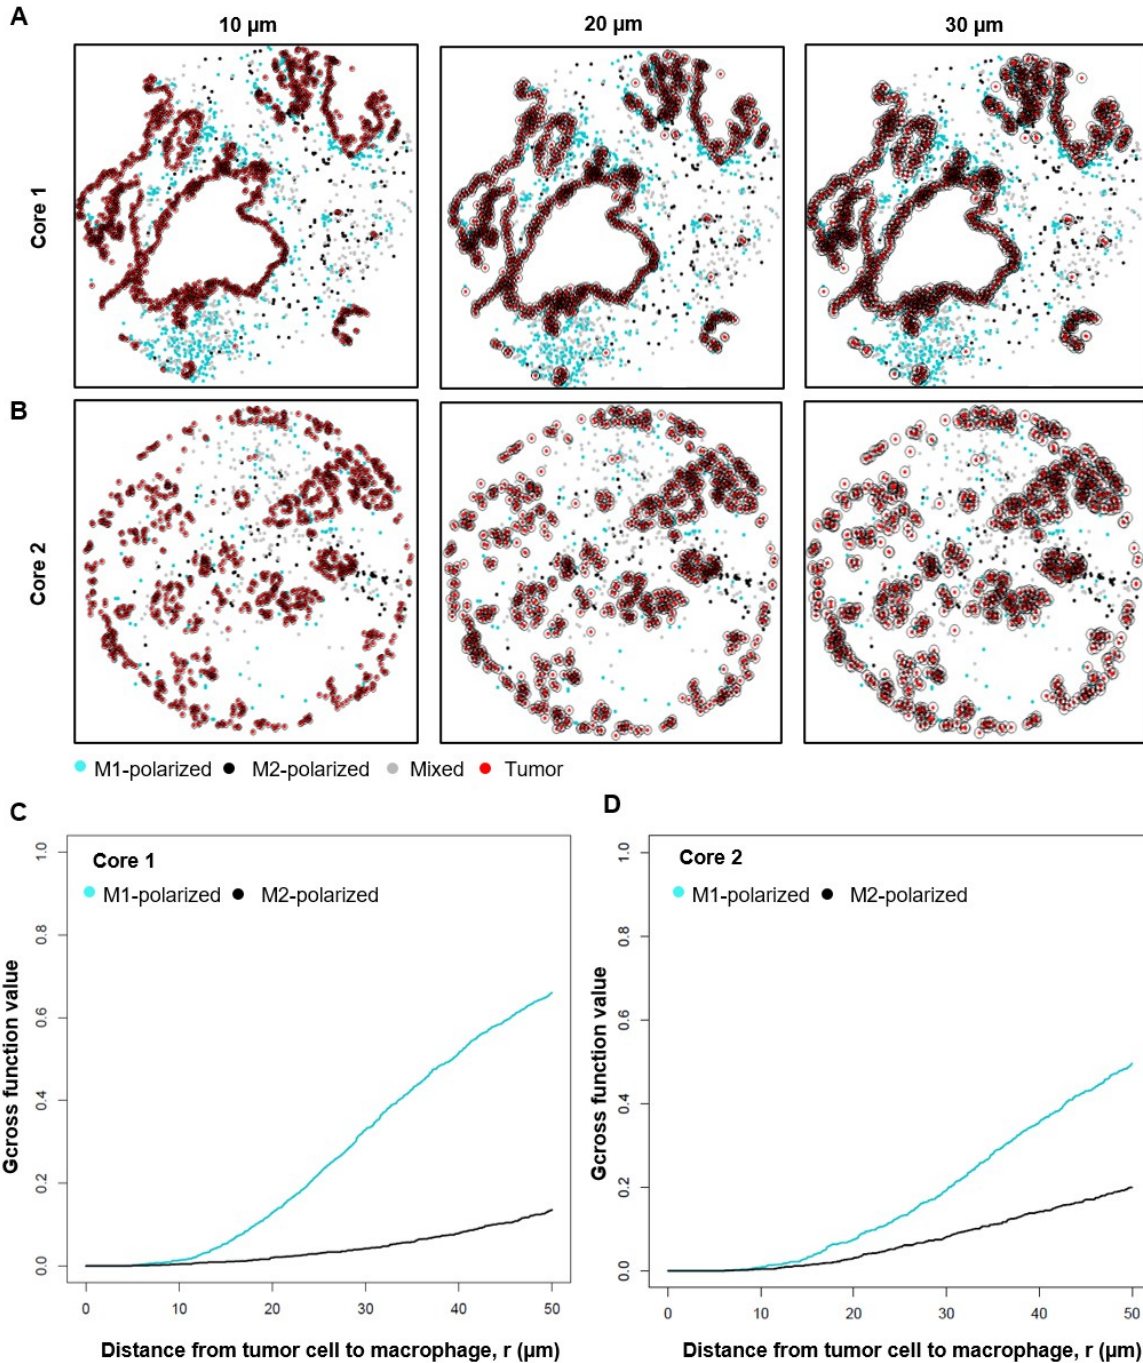 A
10 µm
20 µm
30 µm
Core 1
B
Core 2
M1-polarized
M2-polarized
Mixed
Tumor
C
Core 1
M1-polarized
M2-polarized
Gcross function value
1.0
0.8
0.6
0.4
0.2
0.0
0
10
20
30
40
50
Distance from tumor cell to macrophage, r (µm)
D
Core 2
M1-polarized
M2-polarized
Gcross function value
1.0
0.8
0.6
0.4
0.2
0.0
0
10
20
30
40
50
Distance from tumor cell to macrophage, r (µm)